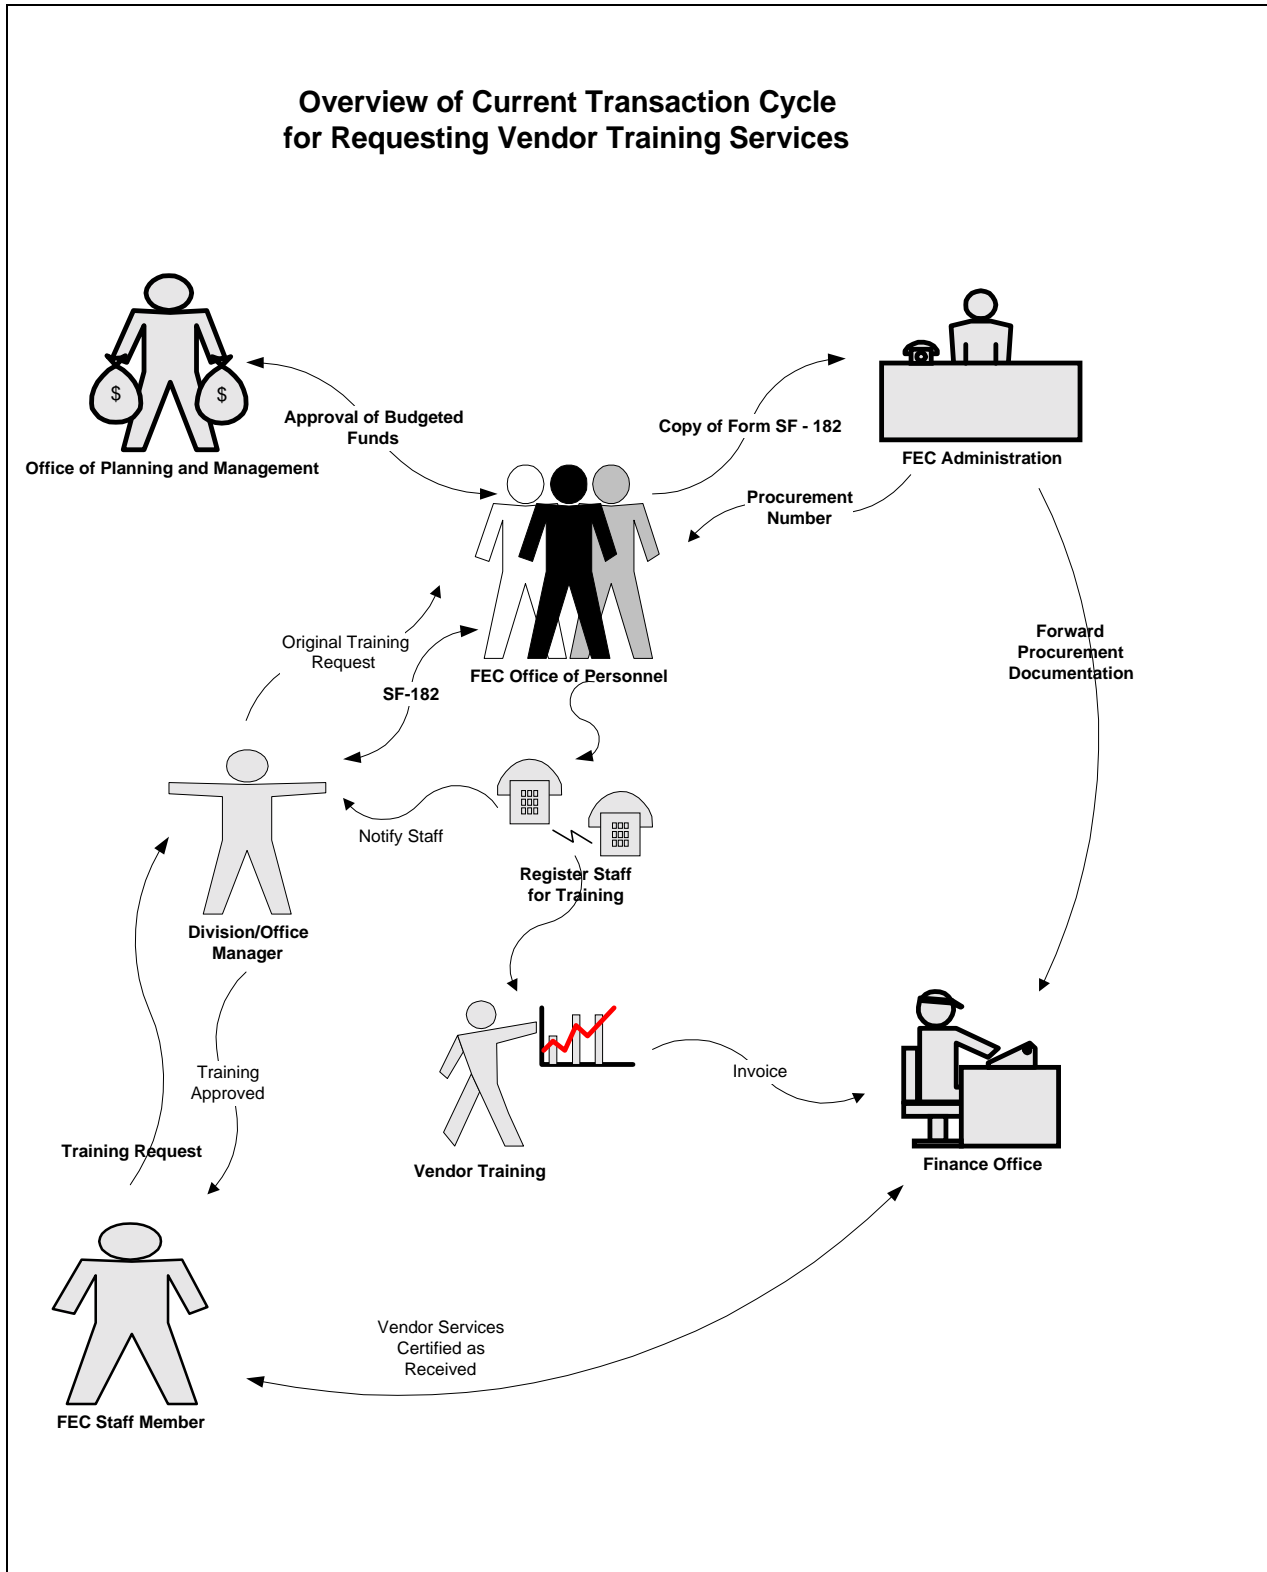 Overview of Current Transaction Cycle
for Requesting Vendor Training Services
$
$
Office of Planning and Management
Approval of Budgeted
Funds
Copy of Form SF - 182
FEC Administration
Procurement
Number
FEC Office of Personnel
Original Training
Request
SF-182
Forward
Procurement
Documentation
Notify Staff
Register Staff
for Training
Division/Office
Manager
Training
Approved
Training Request
Vendor Training
Invoice
Finance Office
Vendor Services
Certified as
Received
FEC Staff Member